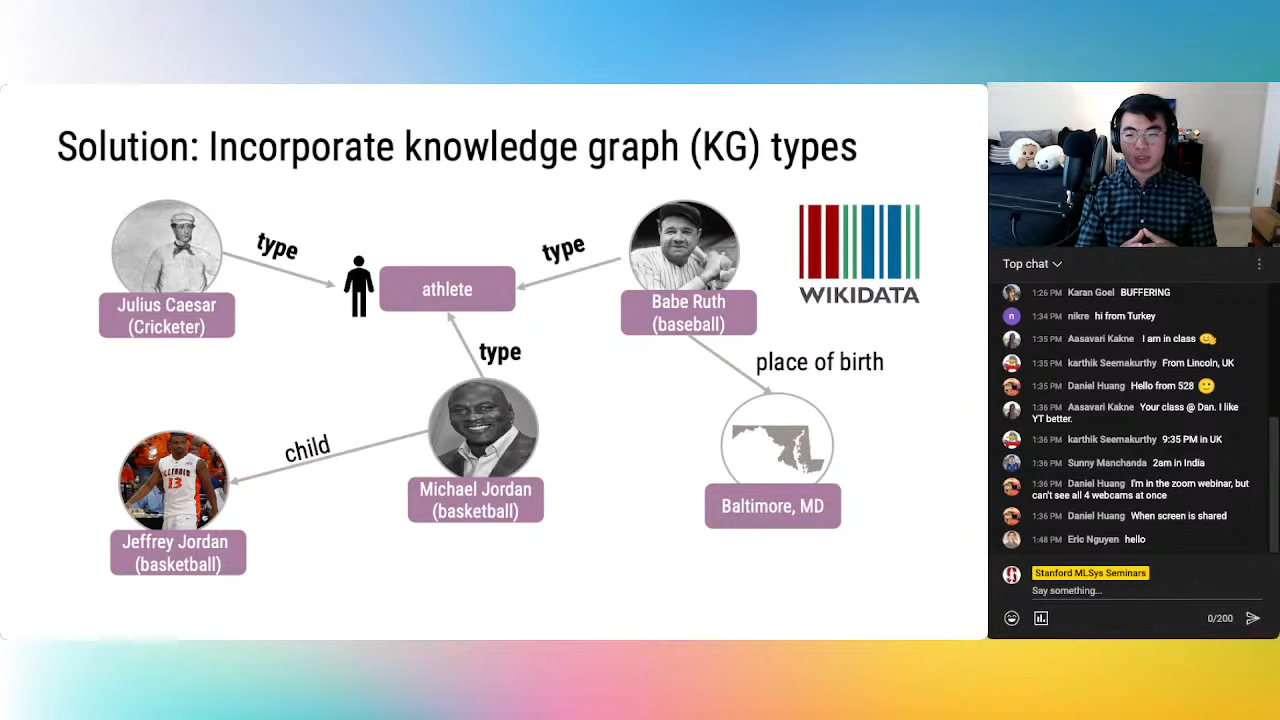 Solution: Incorporate knowledge graph (KG) types
type
type
Julius Caesar
(Cricketer)
athlete
Babe Ruth
(baseball)
WIKIDATA
type
place of birth
child
ILLINOIS
13
Michael Jordan
(basketball)
Baltimore, MD
Jeffrey Jordan
(basketball)
Top chat
1:26 PM Karan Goel BUFFERING
n
1:34 PM nikre hi from Turkey
1:35 PM Aasavari Kakne I am in class
1:35 PM karthik Seemakurthy From Lincoln, UK
1:35 PM Daniel Huang Hello from 528
1:36 PM Aasavari Kakne Your class @ Dan. I like
YT better.
1:36 PM karthik Seemakurthy 9:35 PM in UK
1:36 PM Sunny Manchanda 2am in India
1:36 PM Daniel Huang I'm in the zoom webinar, but
can't see all 4 webcams at once
1:36 PM Daniel Huang When screen is shared
1:48 PM Eric Nguyen hello
Stanford MLSys Seminars
Say something...
0/200